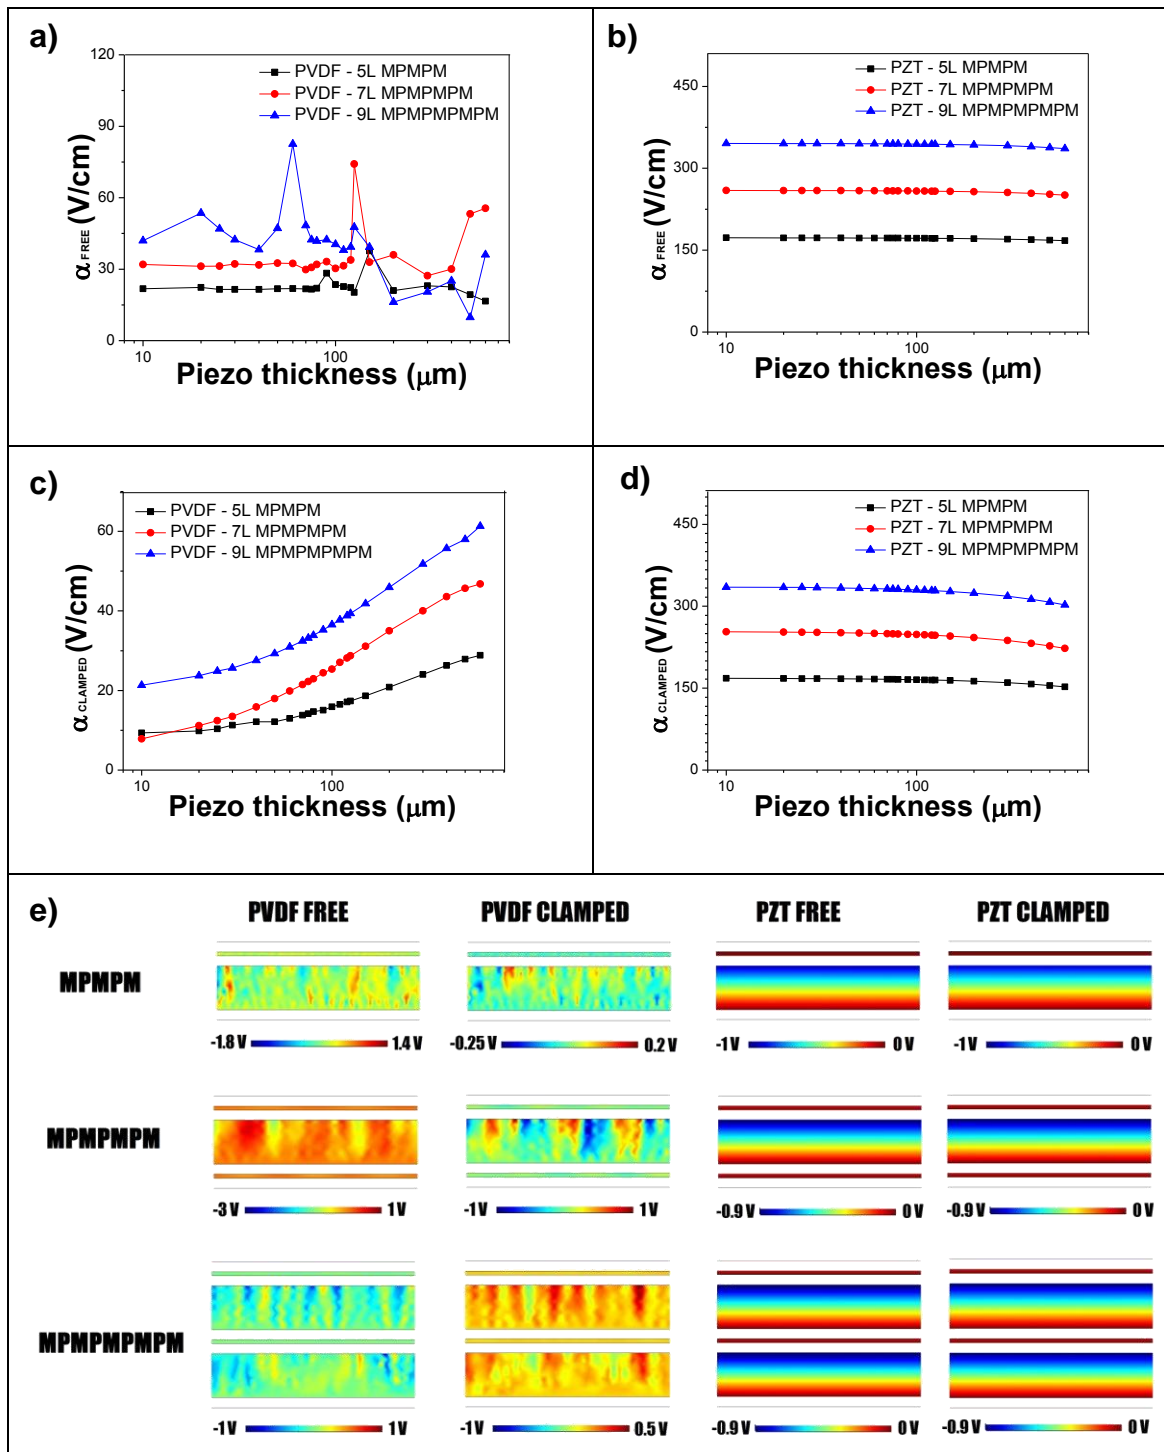 a)
120
90
60
30
0
α FREE (V/cm)
PVDF - 5L MPMPM
PVDF - 7L MPMPMPM
PVDF - 9L MPMPMPMPM
10
100
Piezo thickness (μm)
b)
450
300
150
0
α FREE (V/cm)
PZT - 5L MPMPM
PZT - 7L MPMPMPM
PZT - 9L MPMPMPMPM
10
100
Piezo thickness (μm)
c)
60
40
20
0
α CLAMPED (V/cm)
PVDF - 5L MPMPM
PVDF - 7L MPMPMPM
PVDF - 9L MPMPMPMPM
10
100
Piezo thickness (μm)
d)
450
300
150
0
α CLAMPED (V/cm)
PZT - 5L MPMPM
PZT - 7L MPMPMPM
PZT - 9L MPMPMPMPM
10
100
Piezo thickness (μm)
e)
PVDF FREE PVDF CLAMPED PZT FREE PZT CLAMPED
MPMPM
-1.8 V 1.4 V -0.25 V 0.2 V -1 V 0 V -1 V 0 V
MPMPMPM
-3 V 1 V -1 V 1 V -0.9 V 0 V -0.9 V 0 V
MPMPMPMPM
-1 V 1 V -1 V 0.5 V -0.9 V 0 V -0.9 V 0 V